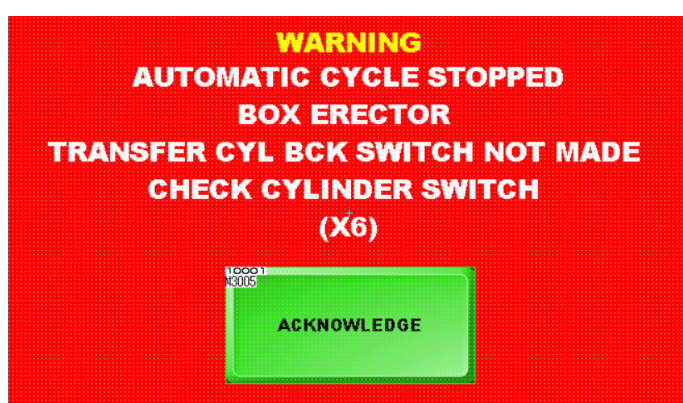 WARNING
AUTOMATIC CYCLE STOPPED
BOX ERECTOR
TRANSFER CYL BCK SWITCH NOT MADE
CHECK CYLINDER SWITCH
(X6)
10001
M3005
ACKNOWLEDGE